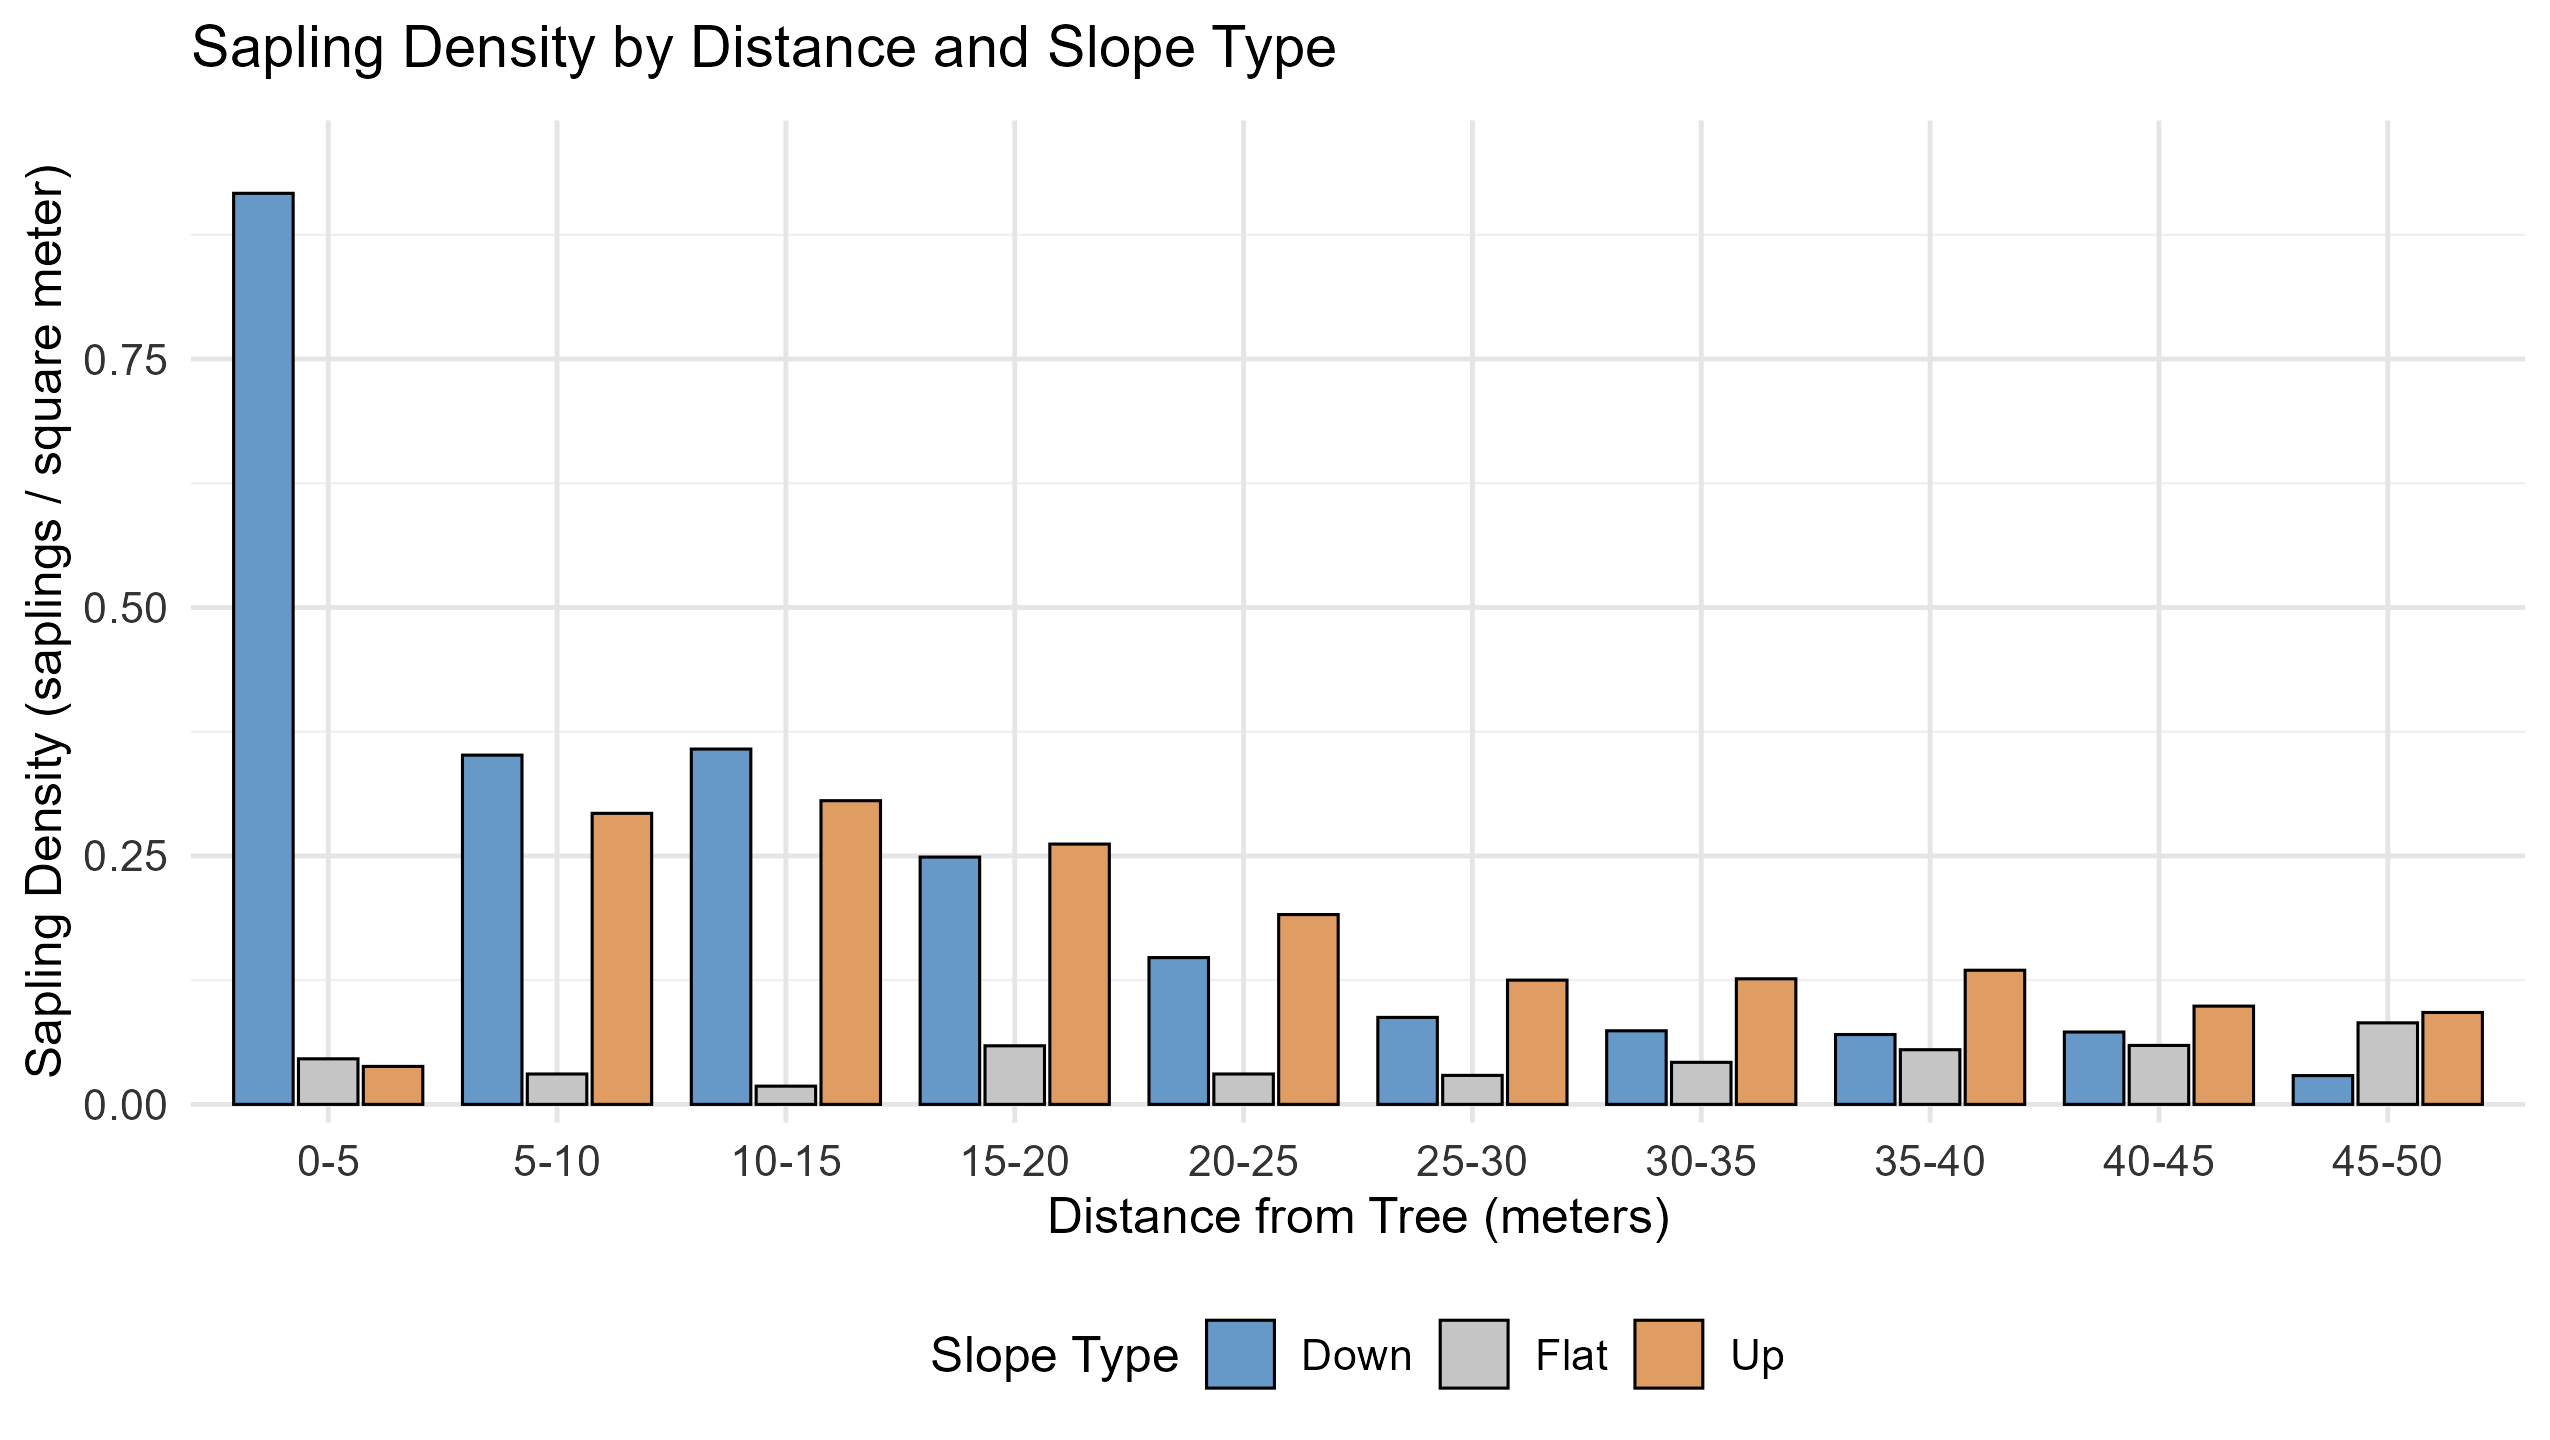 Sapling Density by Distance and Slope Type
Sapling Density (saplings / square meter)
0.75
0.50
0.25
0.00
0-5 5-10 10-15 15-20 20-25 25-30 30-35 35-40 40-45 45-50
Distance from Tree (meters)
Slope Type Down Flat Up